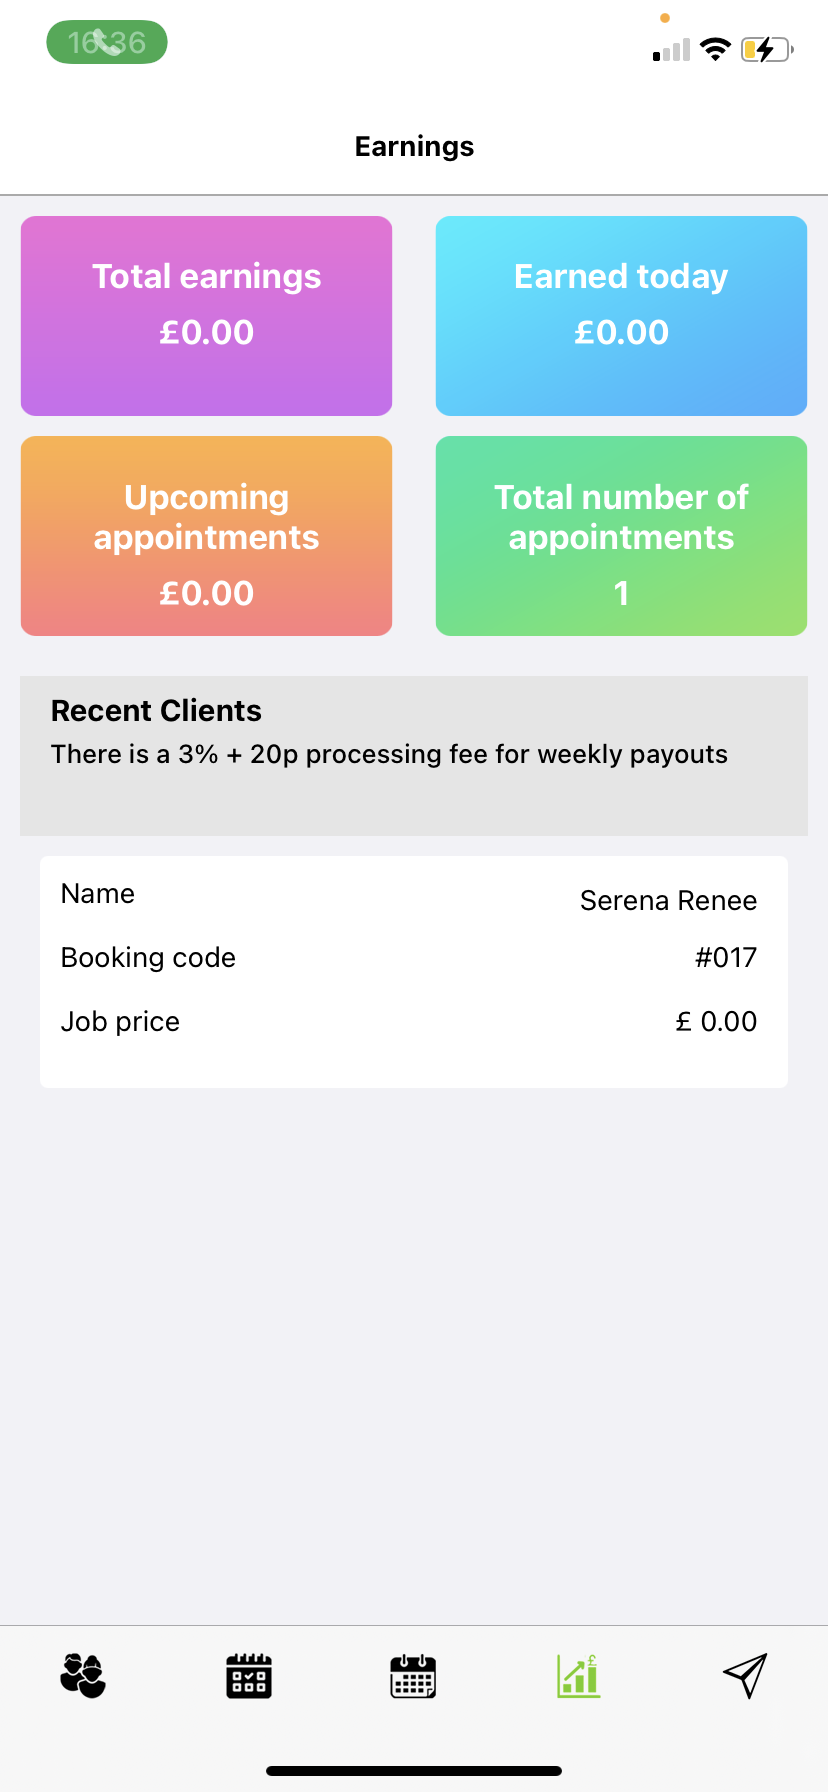 16:36
Earnings
Total earnings
£0.00
Earned today
£0.00
Upcoming
appointments
£0.00
Total number of
appointments
1
Recent Clients
There is a 3% + 20p processing fee for weekly payouts
Name
Serena Renee
Booking code
#017
Job price
£ 0.00
£